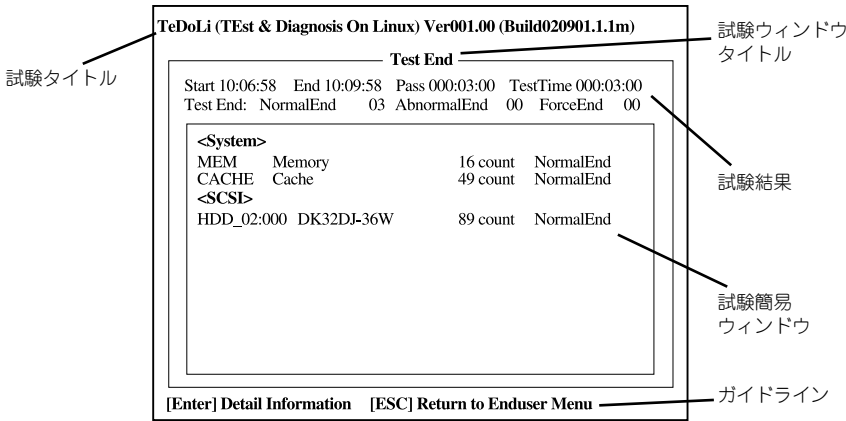 TeDoLi (TEst & Diagnosis On Linux) Ver001.00 (Build020901.1.1m)
Test End
Start 10:06:58 End 10:09:58 Pass 000:03:00 TestTime 000:03:00
Test End: NormalEnd 03 AbnormalEnd 00 ForceEnd 00
<System>
MEM Memory 16 count NormalEnd
CACHE Cache 49 count NormalEnd
<SCSI>
HDD_02:000 DK32DJ-36W 89 count NormalEnd
[Enter] Detail Information [ESC] Return to Enduser Menu
試験タイトル
試験ウィンドウ
タイトル
試験結果
試験簡易
ウィンドウ
ガイドライン